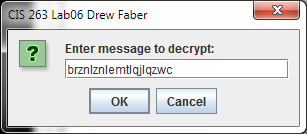 CIS 263 Lab06 Drew Faber
Enter message to decrypt:
brznlznlemtlqjlqzwc
OK
Cancel